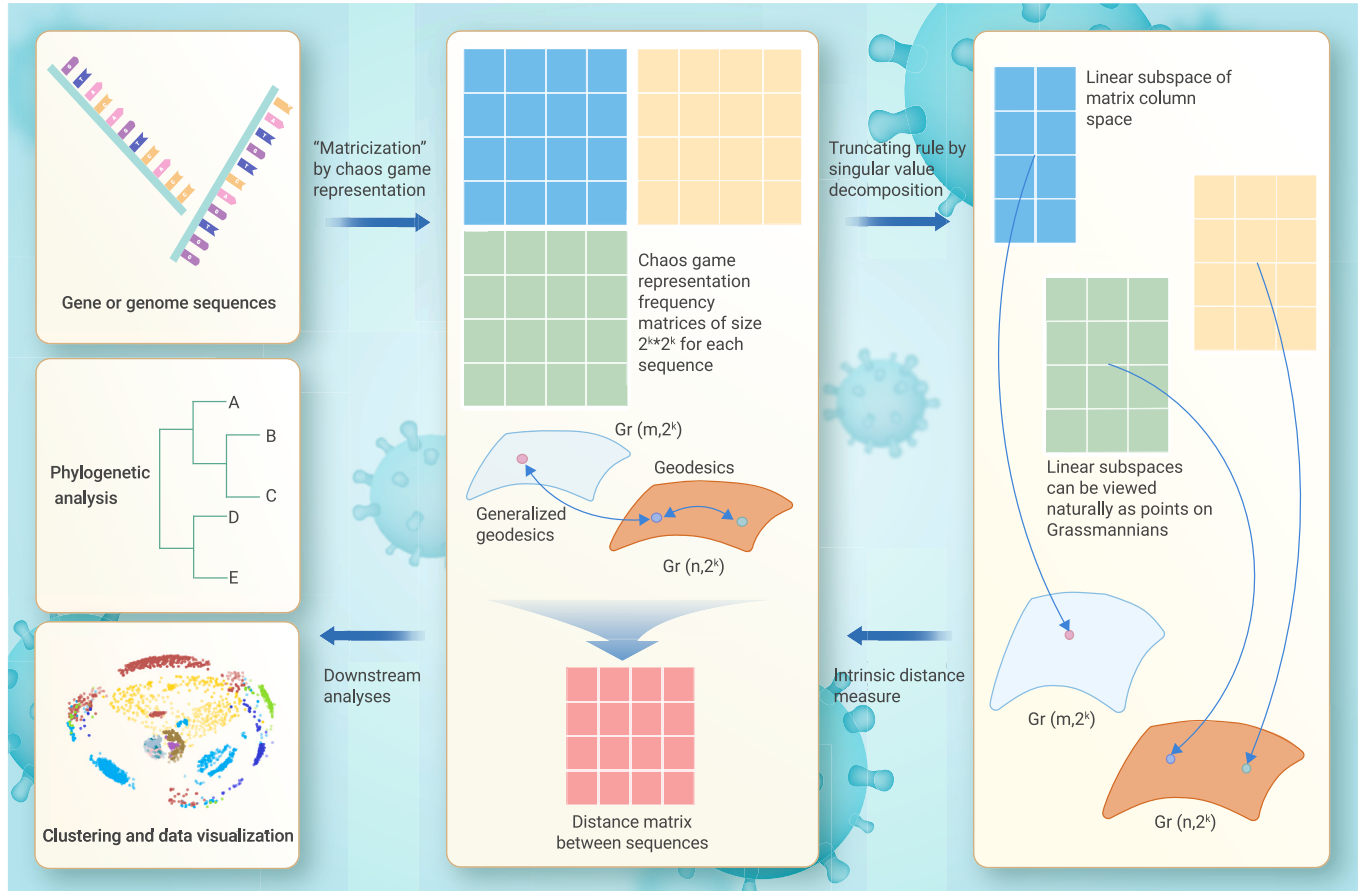 Gene or genome sequences
“Matricization”
by chaos game
representation
Chaos game
representation
frequency
matrices of size
2ᵏ*2ᵏ for each
sequence
Truncating rule by
singular value
decomposition
Linear subspace of
matrix column
space
Linear subspaces
can be viewed
naturally as points on
Grassmannians
Gr (m,2ᵏ)
Gr (n,2ᵏ)
Intrinsic distance
measure
Gr (m,2ᵏ)
Geodesics
Generalized
geodesics
Gr (n,2ᵏ)
Distance matrix
between sequences
Downstream
analyses
Phylogenetic
analysis
A
B
C
D
E
Clustering and data visualization